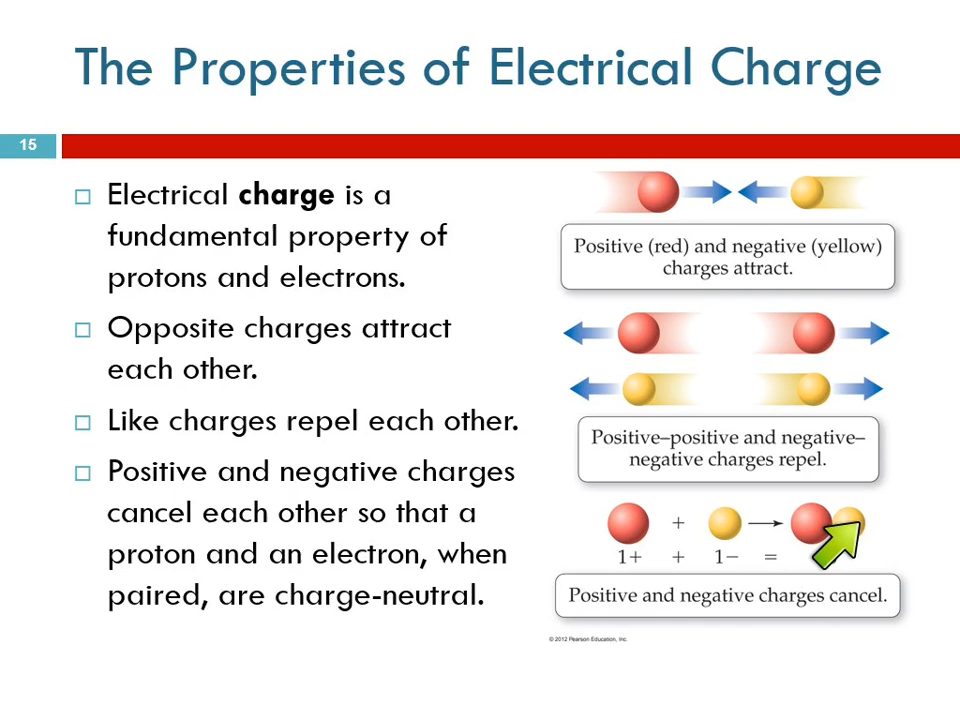 The Properties of Electrical Charge
15
Electrical charge is a
fundamental property of
protons and electrons.
Opposite charges attract
each other.
Like charges repel each other.
Positive and negative charges
cancel each other so that a
proton and an electron, when
paired, are charge-neutral.
Positive (red) and negative (yellow)
charges attract.
Positive–positive and negative–
negative charges repel.
+
1+ + 1− =
Positive and negative charges cancel.
© 2012 Pearson Education, Inc.